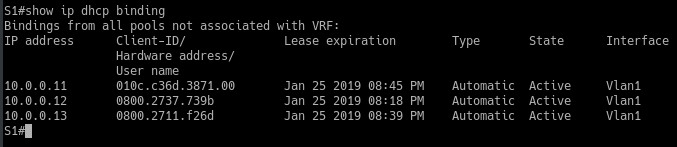 S1#show ip dhcp binding
Bindings from all pools not associated with VRF:
IP address      Client-ID/              Lease expiration        Type       State      Interface
                Hardware address/
                User name
10.0.0.11       010c.c36d.3871.00       Jan 25 2019 08:45 PM    Automatic  Active     Vlan1
10.0.0.12       0800.2737.739b          Jan 25 2019 08:18 PM    Automatic  Active     Vlan1
10.0.0.13       0800.2711.f26d          Jan 25 2019 08:39 PM    Automatic  Active     Vlan1
S1#